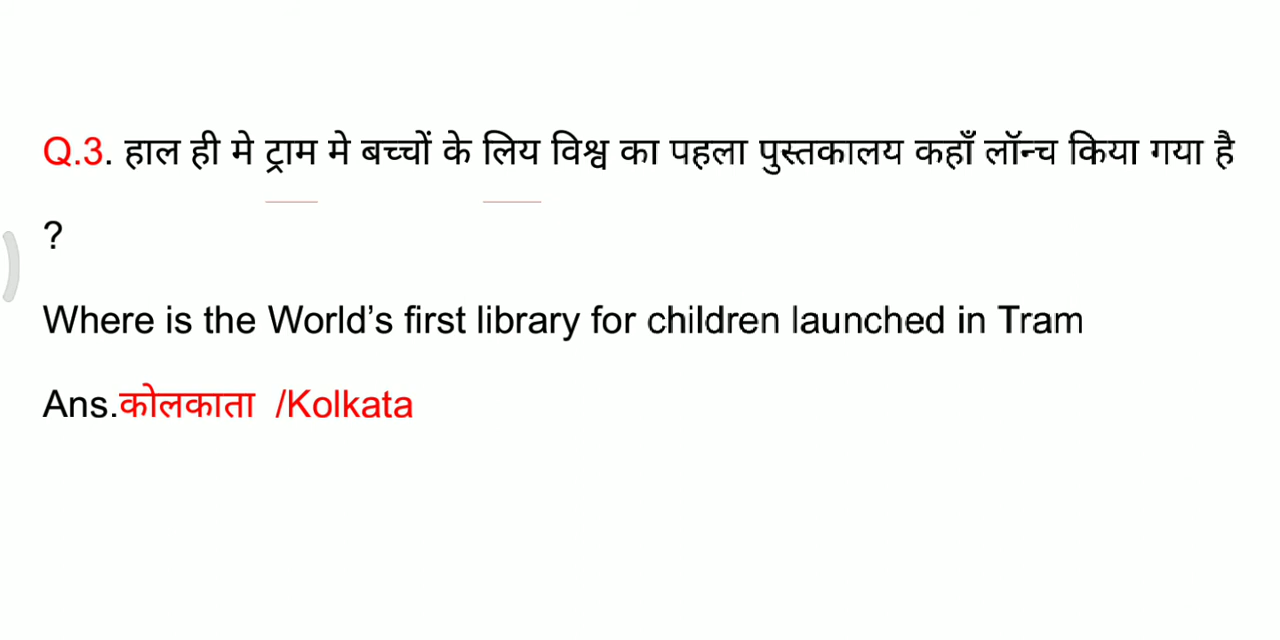 Q.3. हाल ही मे ट्राम मे बच्चों के लिय विश्व का पहला पुस्तकालय कहाँ लॉन्च किया गया है
?
Where is the World’s first library for children launched in Tram
Ans.कोलकाता /Kolkata